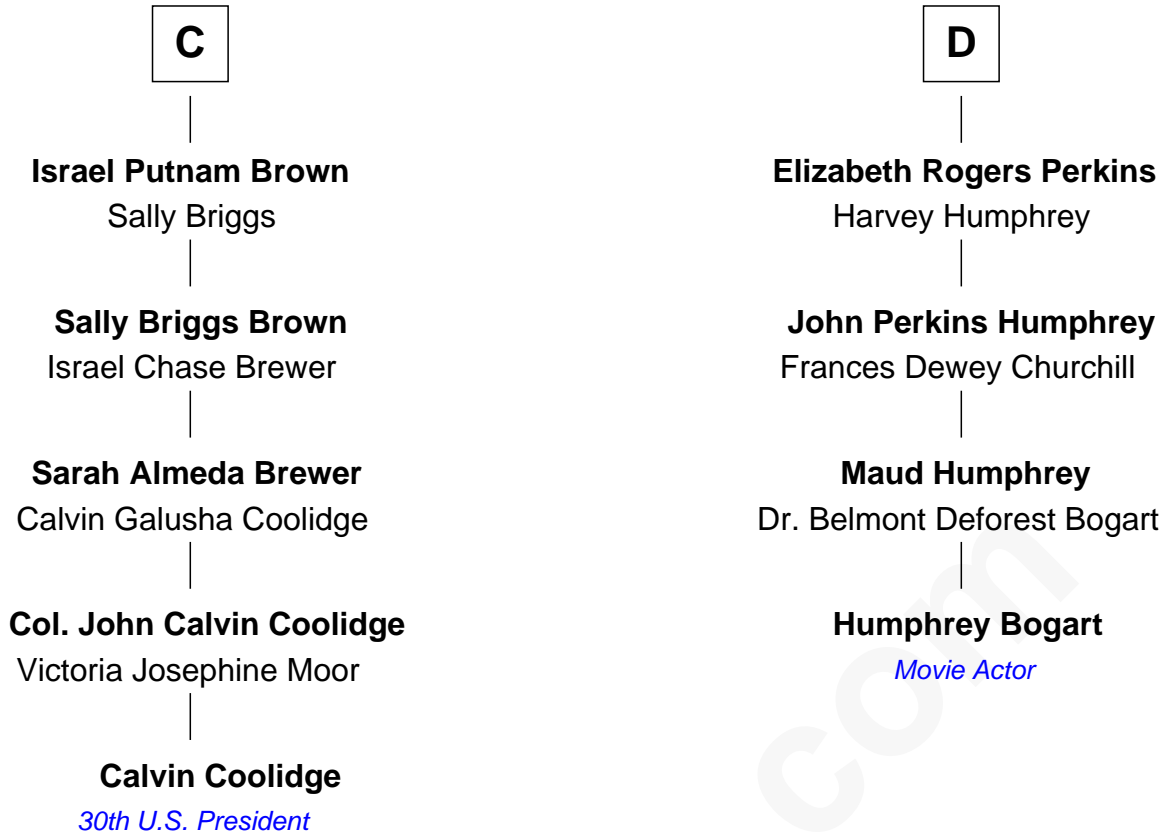 C
Israel Putnam Brown
Sally Briggs
Sally Briggs Brown
Israel Chase Brewer
Sarah Almeda Brewer
Calvin Galusha Coolidge
Col. John Calvin Coolidge
Victoria Josephine Moor
Calvin Coolidge
30th U.S. President
D
Elizabeth Rogers Perkins
Harvey Humphrey
John Perkins Humphrey
Frances Dewey Churchill
Maud Humphrey
Dr. Belmont Deforest Bogart
Humphrey Bogart
Movie Actor
com